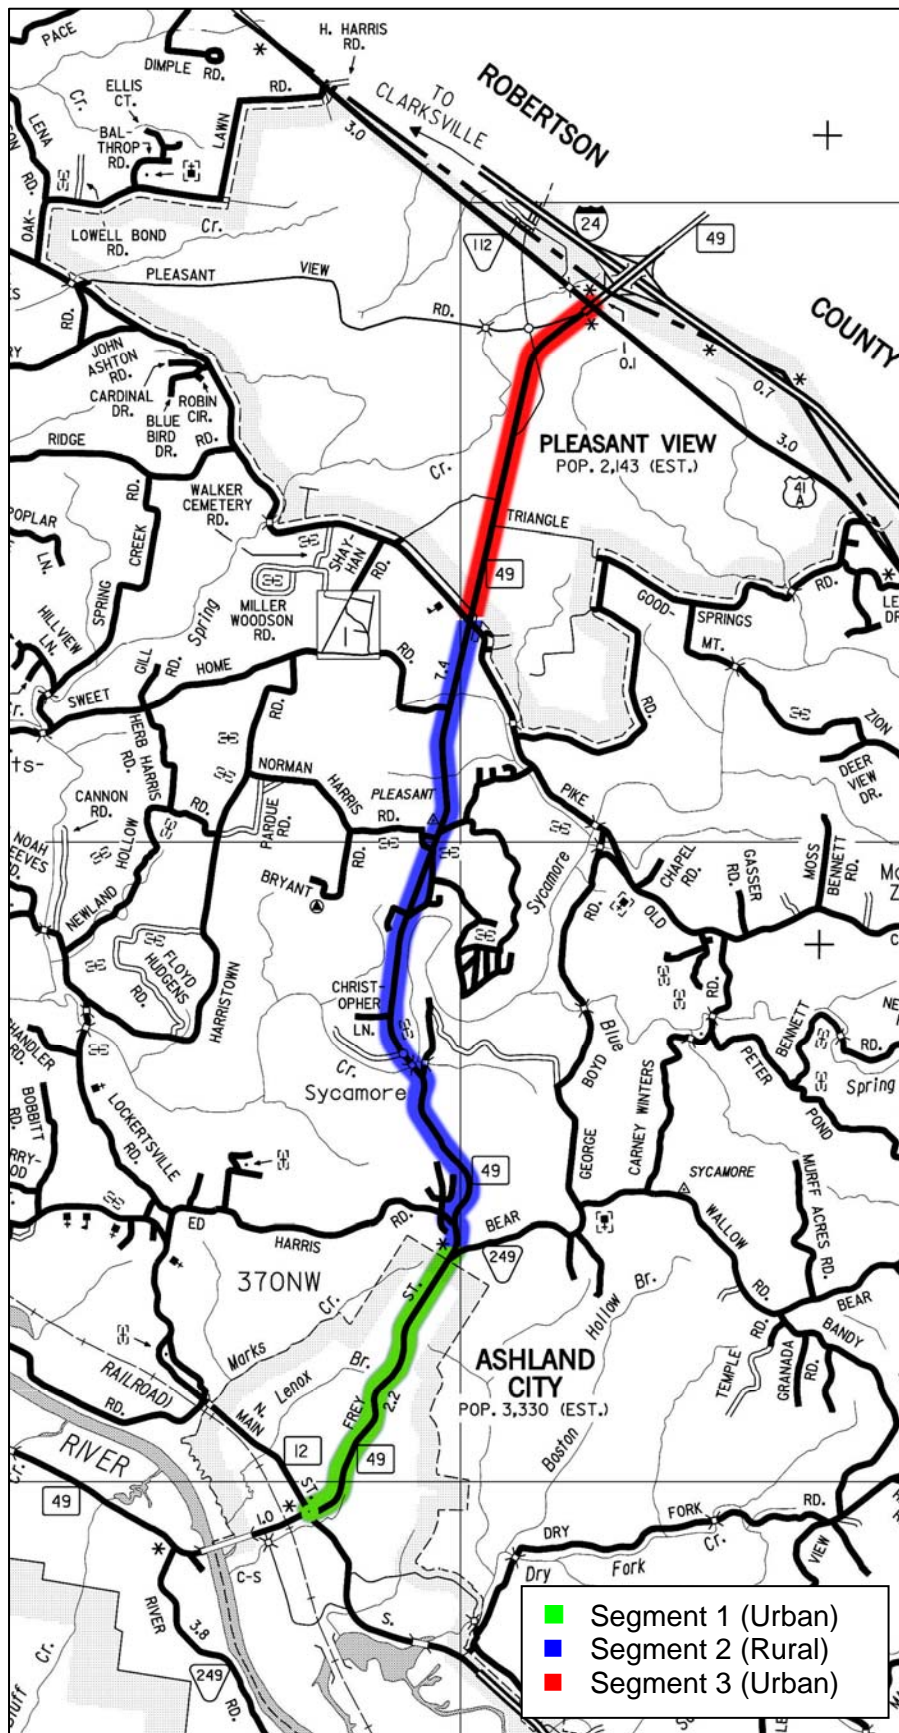 PACE
H. HARRIS
RD.
DIMPLE RD.
TO
CLARKSVILLE
ROBERTSON
ELLIS
CT.
Cr.
LENA
RD.
BAL-
THROP
RD.
LAWN
RD.
3.0
OAK-
LOWELL BOND
RD.
Cr.
112
24
49
PLEASANT
VIEW
RD.
COUNTY
RD.
JOHN
ASHTON
RD.
CARDINAL
DR.
BLUE
BIRD
DR.
ROBIN
CIR.
RD.
0.1
0.7
3.0
RIDGE
Cr.
PLEASANT VIEW
POP. 2,143 (EST.)
41
A
WALKER
CEMETERY
RD.
RD.
CREEK
SPRING
POPLAR
LN.
TRIANGLE
SHAY-
HAN
RD.
49
Spring
MILLER
WOODSON
RD.
GOOD-
SPRINGS
RD.
MT.
HILLVIEW
LN.
GILL
RD.
HOME
RD.
7.4
SWEET
Cr.
RD.
RD.
ZION
HERB HARRIS
RD.
ts-
NORMAN
HARRIS
RD.
PLEASANT
RD.
PIKE
DEER
VIEW
DR.
CANNON
RD.
RD.
PARDUE
RD.
NOAH
HOLLOW
NEWLAND
BRYANT
Sycamore
CHAPEL
RD.
GASSER
RD.
MOSS
BENNETT
RD.
OLD
RD.
FLOYD
HUDGENS
RD.
HARRISTOWN
CHRIST-
OPHER
LN.
RD.
Cr.
Sycamore
Blue
BOYD
GEORGE
CARNEY WINTERS
PETER
POND
BENNETT
RD.
Spring
CHANDLER
RD.
BOBBITT
RD.
LOCKERTSVILLE
RD.
49
SYCAMORE
MURFF
ACRES RD.
ED
HARRIS
RD.
BEAR
WALLOW
RD.
249
370NW
ST.
Hollow
Br.
BEAR
BANDY
RD.
TEMPLE
RD.
GRANADA
RD.
Marks
Cr.
Lenox
Br.
ASHLAND
CITY
POP. 3,330 (EST.)
FREY
2.2
RAILROAD)
RD.
N.
MAIN
ST.
12
49
Boston
RIVER
Cr.
49
1.0
DRY
FORK
RD.
Cr.
Dry
Fork
VIEW
C-S
RIVER
3.8
RD.
249
S.
Cr.
Segment 1 (Urban)
Segment 2 (Rural)
Segment 3 (Urban)